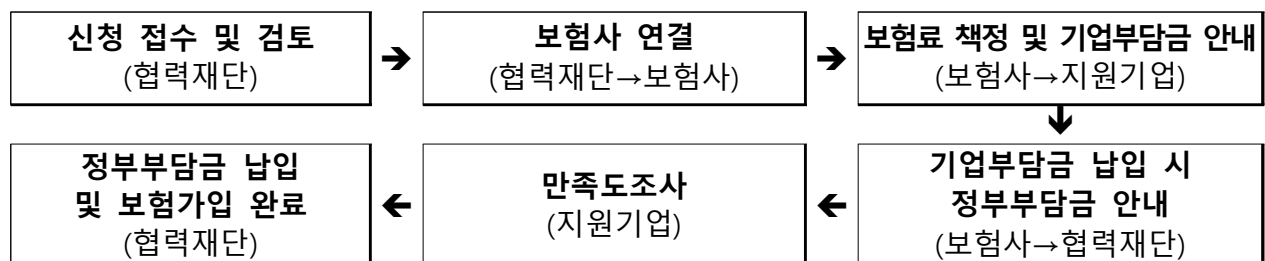 신청 접수 및 검토
(협력재단)
➔
보험사 연결
(협력재단→보험사)
➔
보험료 책정 및 기업부담금 안내
(보험사→지원기업)
기업부담금 납입 시
정부부담금 안내
(보험사→협력재단)
만족도조사
(지원기업)
정부부담금 납입
및 보험가입 완료
(협력재단)